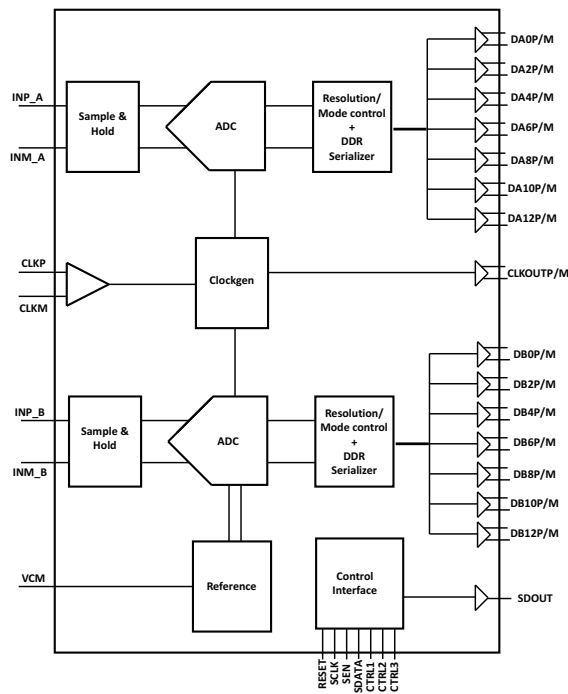 DA0P/M
DA2P/M
INP_A
Sample &
Hold
ADC
Resolution/
Mode control
+
DDR
Serializer
DA4P/M
DA6P/M
INM_A
DA8P/M
DA10P/M
DA12P/M
CLKP
CLKM
Clockgen
CLKOUTP/M
DB0P/M
DB2P/M
INP_B
Sample &
Hold
ADC
Resolution/
Mode control
+
DDR
Serializer
DB4P/M
DB6P/M
INM_B
DB8P/M
DB10P/M
DB12P/M
VCM
Reference
Control
Interface
SDOUT
RESET
SCLK
SEN
SDATA
CTRL1
CTRL2
CTRL3